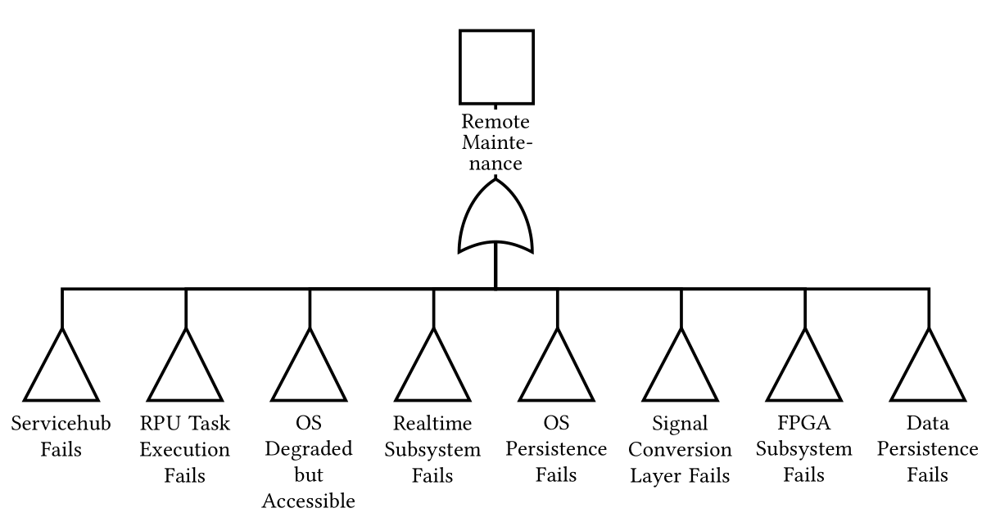 Remote
Mainte-
nance
Servicehub
Fails
RPU Task
Execution
Fails
OS
Degraded
but
Accessible
Realtime
Subsystem
Fails
OS
Persistence
Fails
Signal
Conversion
Layer Fails
FPGA
Subsystem
Fails
Data
Persistence
Fails